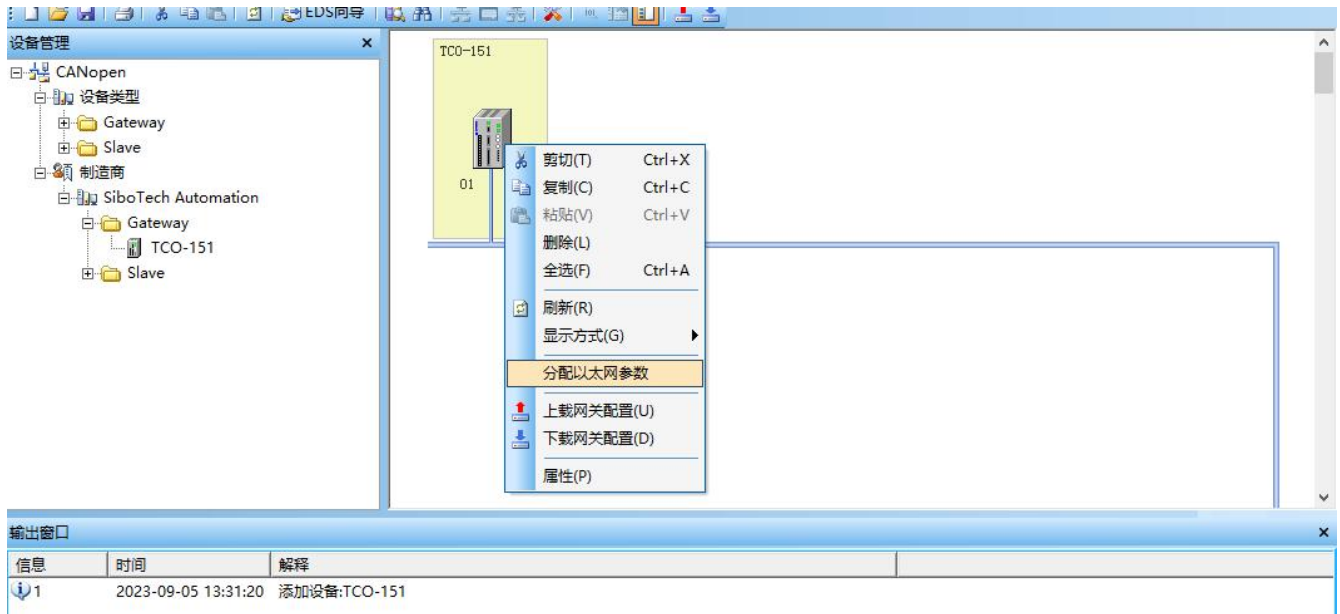 EDS向导
设备管理
CANopen
设备类型
Gateway
Slave
制造商
SiboTech Automation
Gateway
TCO-151
Slave
TCO-151
01
剪切(T) Ctrl+X
复制(C) Ctrl+C
粘贴(V) Ctrl+V
删除(L)
全选(F) Ctrl+A
刷新(R)
显示方式(G)
分配以太网参数
上载网关配置(U)
下载网关配置(D)
属性(P)
输出窗口
信息 时间 解释
1 2023-09-05 13:31:20 添加设备:TCO-151